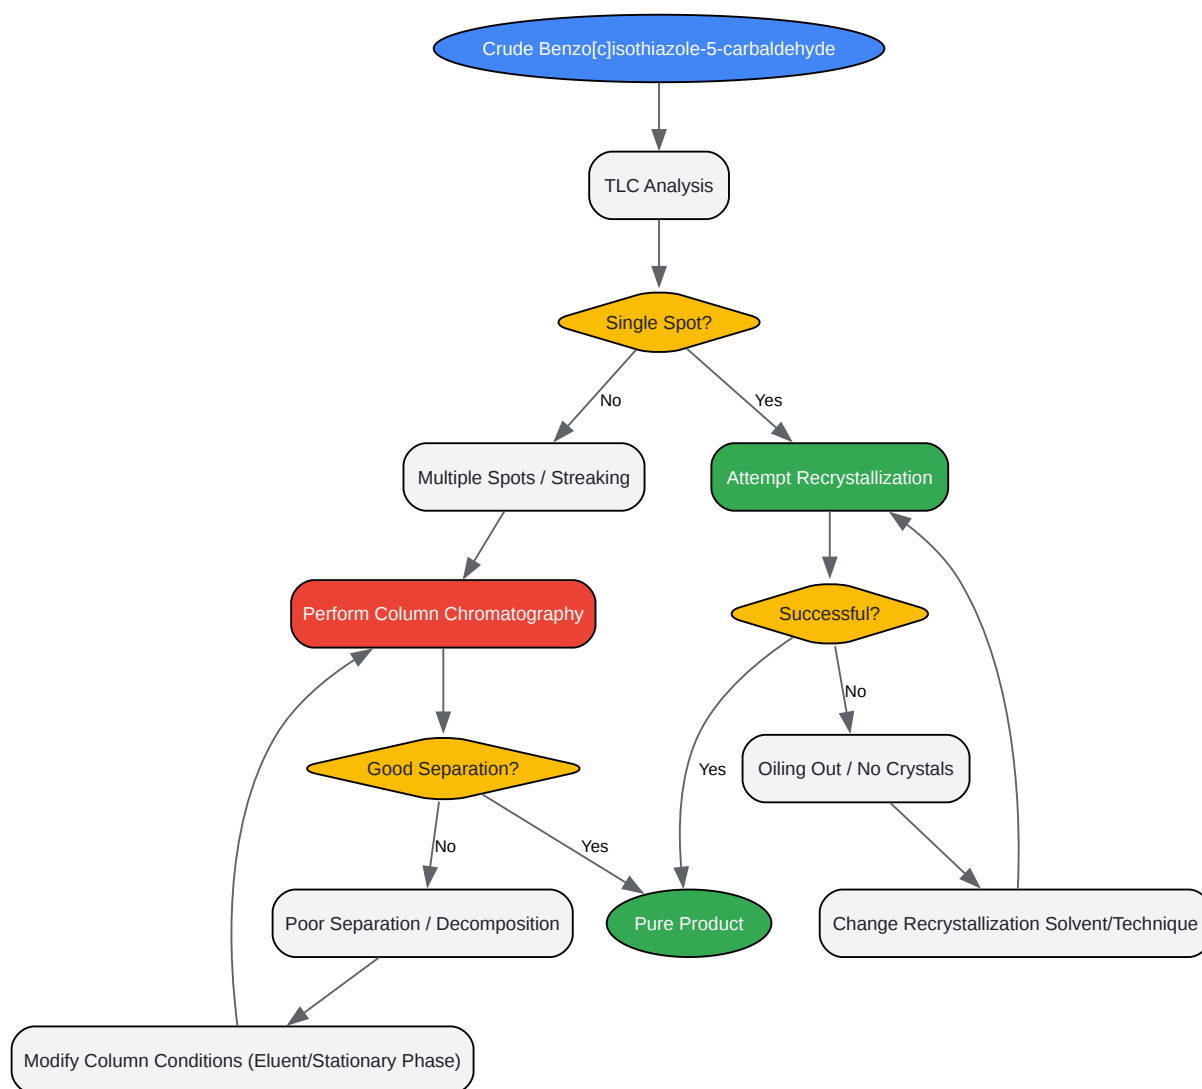 Crude Benzo[c]isothiazole-5-carbaldehyde
TLC Analysis
Single Spot?
No
Yes
Multiple Spots / Streaking
Attempt Recrystallization
Perform Column Chromatography
Successful?
No
Good Separation?
Yes
Oiling Out / No Crystals
No
Yes
Poor Separation / Decomposition
Pure Product
Change Recrystallization Solvent/Technique
Modify Column Conditions (Eluent/Stationary Phase)